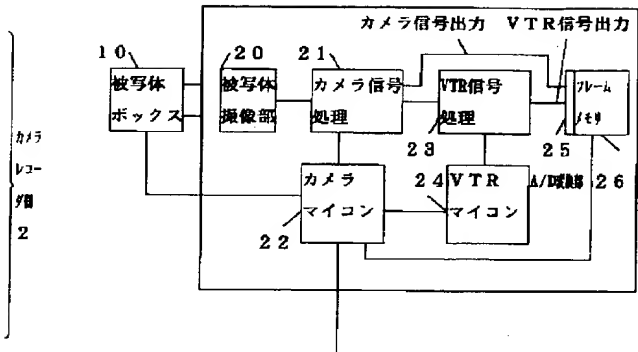 カメラ信号出力 VTR信号出力
10
20
21
被写体
ボックス
被写体
撮像部
カメラ信号
処理
VTR信号
処理
フレーム
メモリ
23
25
カメラ
レコー
ダ側
2
カメラ
マイコン
24
VTR
マイコン
A/D変換部
26
22